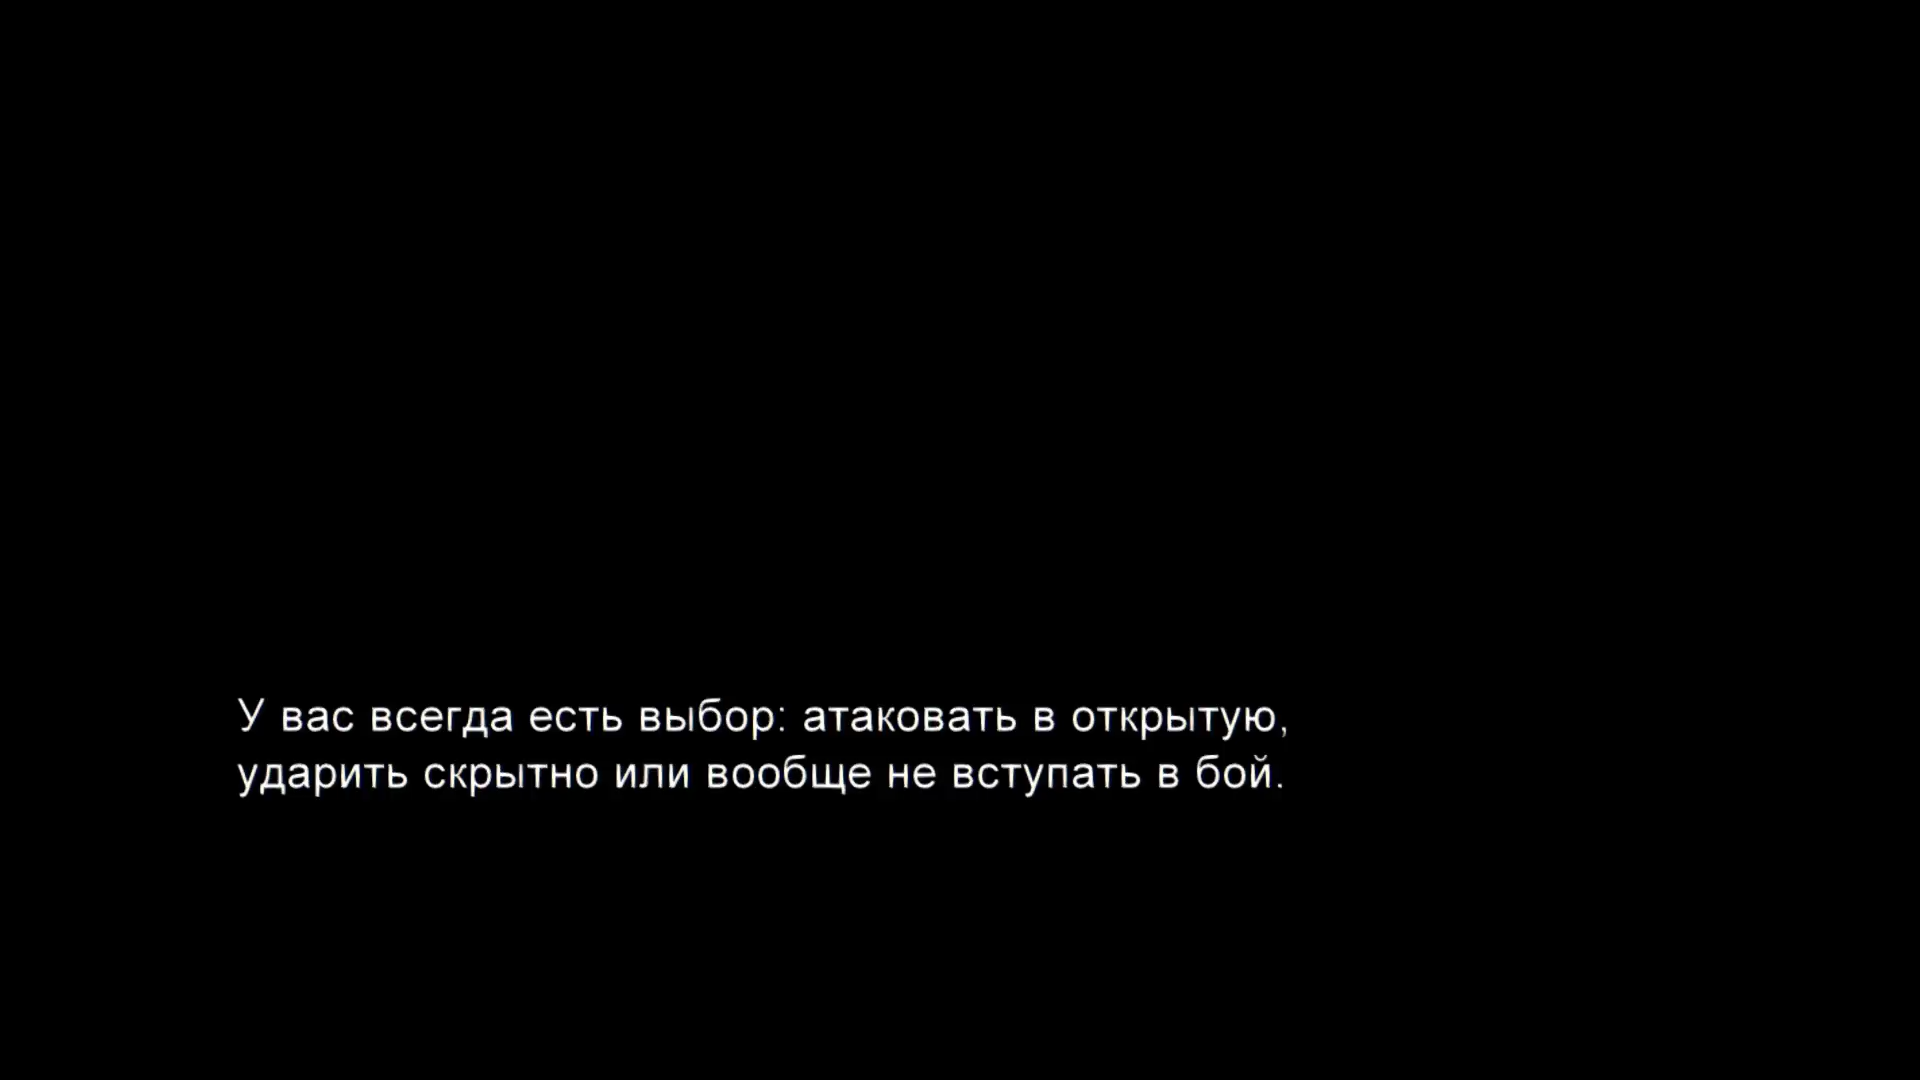 У вас всегда есть выбор: атаковать в открытую,
ударить скрытно или вообще не вступать в бой.